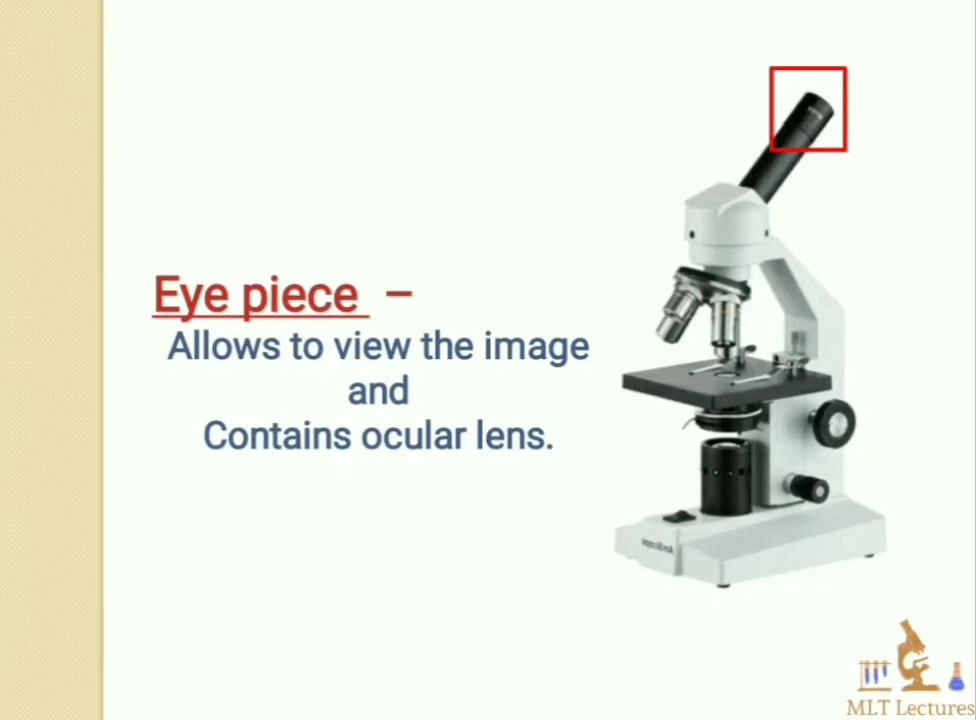 Eye piece –
Allows to view the image
and
Contains ocular lens.
MLT Lectures